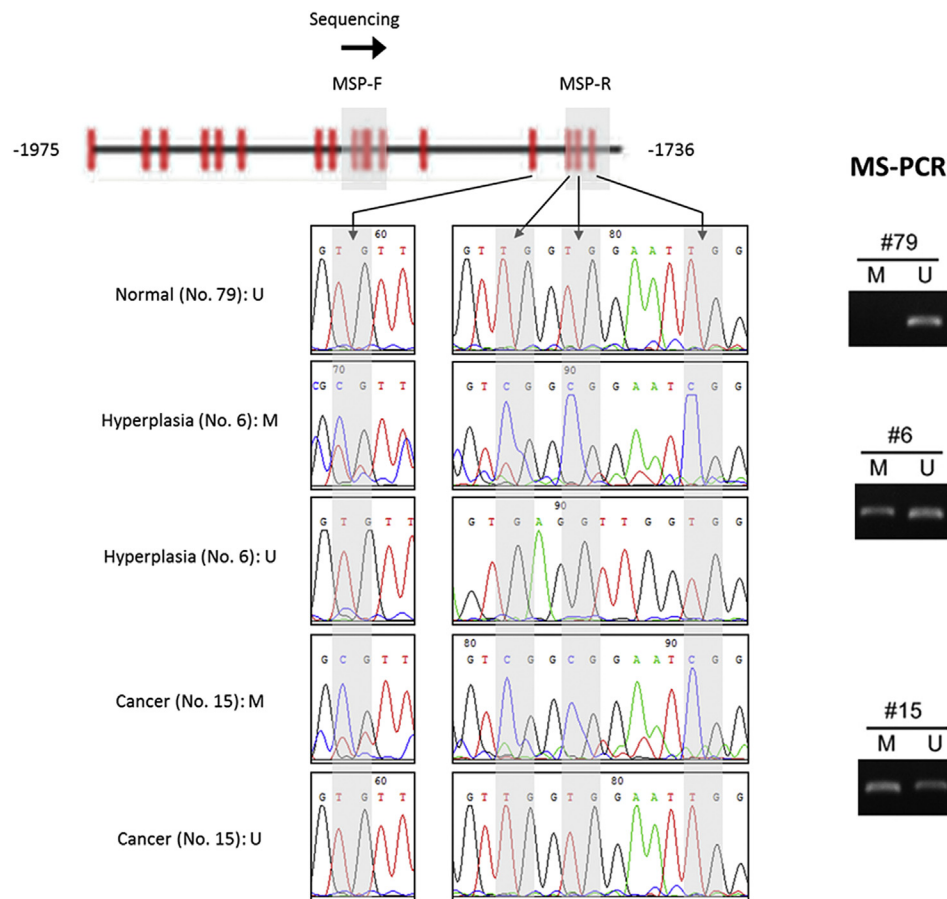 Sequencing
MSP-F
MSP-R
-1975
-1736
MS-PCR
60
80
G T G T T
G T T G G T G G A A T T G G
Normal (No. 79): U
#79
M U
70
90
C G C G T T
G T C G G C G G A A T C G G
Hyperplasia (No. 6): M
#6
M U
90
G T G T T
G T G A G G T T G G T G G
Hyperplasia (No. 6): U
80
90
G C G T T
G T C G G C G G A A T C G G
Cancer (No. 15): M
#15
M U
60
80
G T G T T
G T T G G T G G A A T T G G
Cancer (No. 15): U